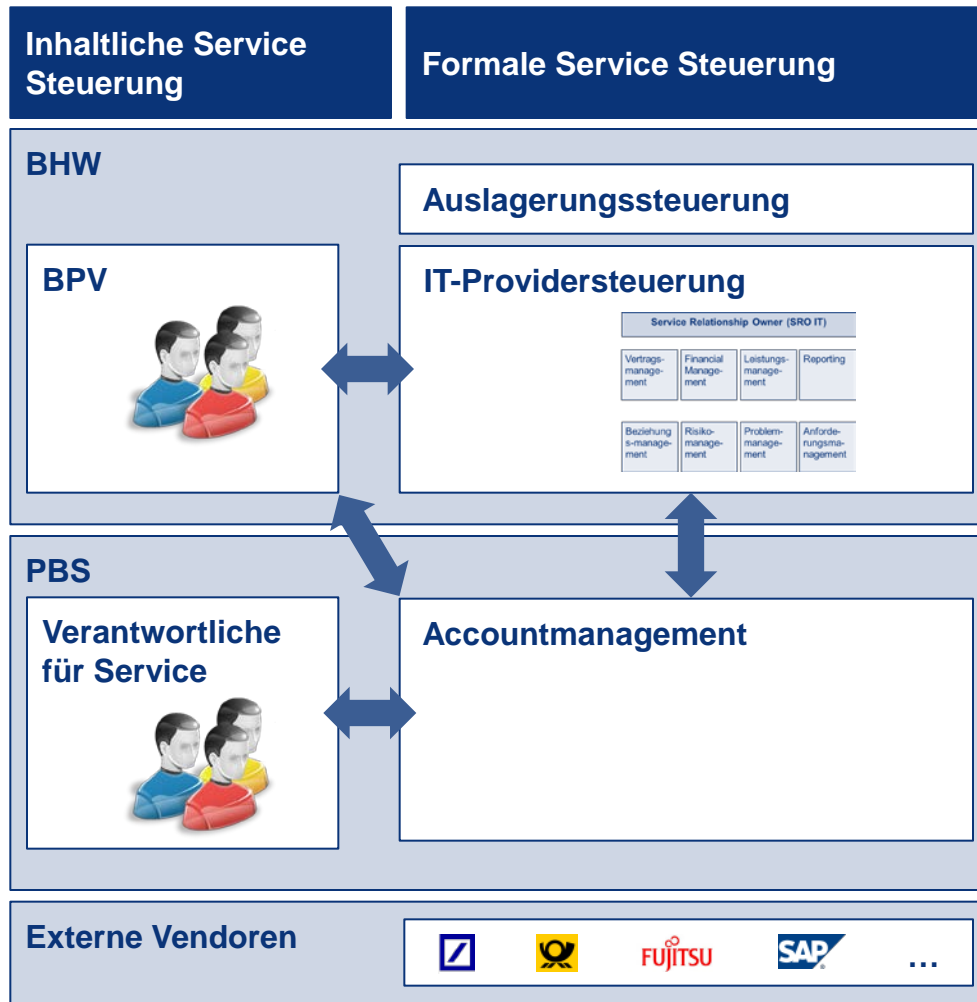 Inhaltliche Service
Steuerung
Formale Service Steuerung
BHW
Auslagerungssteuerung
BPV
IT-Providersteuerung
Service Relationship Owner (SRO IT)
Vertrags-
manage-
ment
Financial
Manage-
ment
Leistungs-
manage-
ment
Reporting
Beziehung
s-manage-
ment
Risiko-
manage-
ment
Problem-
manage-
ment
Anforde-
rungsma-
nagement
PBS
Verantwortliche
für Service
Accountmanagement
Externe Vendoren
FUJITSU
SAP
...